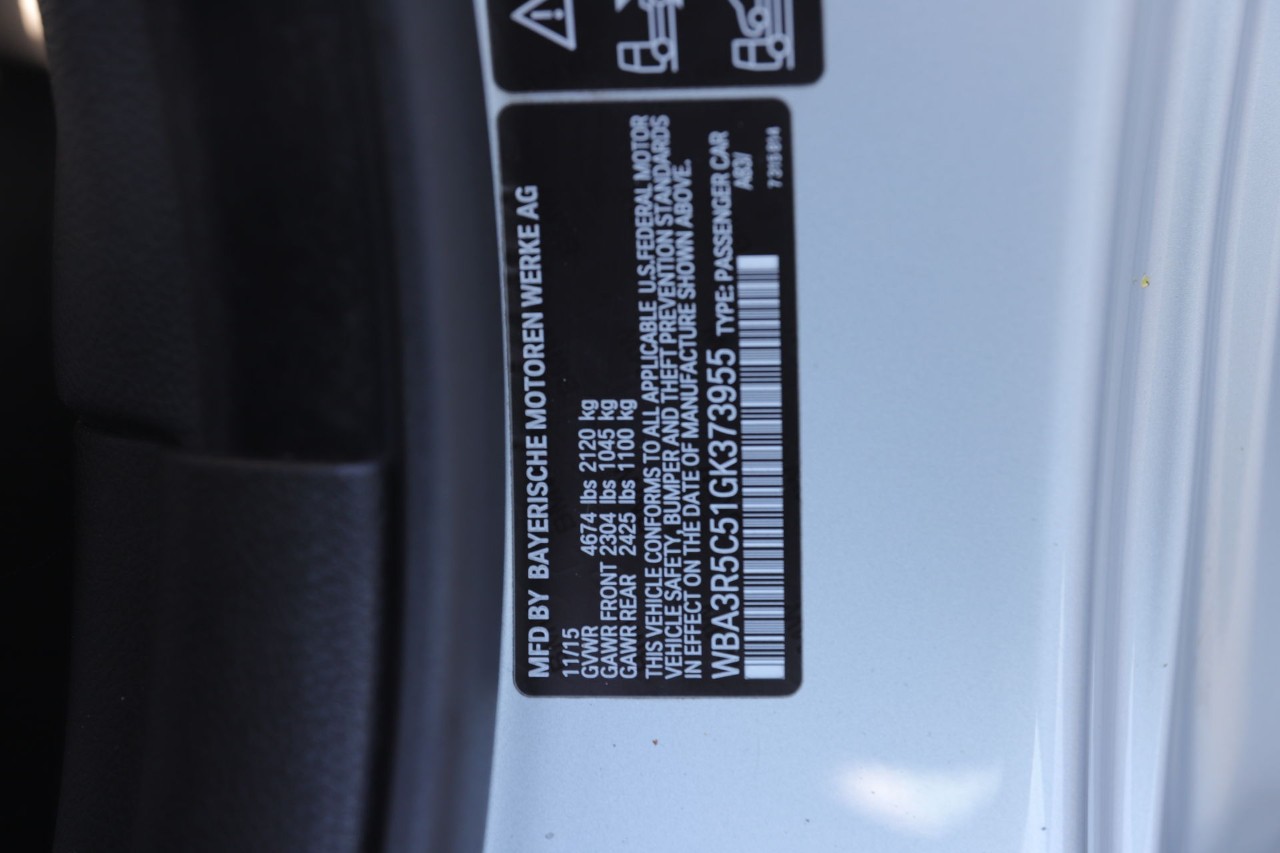 MFD BY BAYERISCHE MOTOREN WERKE AG
11/15
GVWR 4674 lbs 2120 kg
GAWR FRONT 2304 lbs 1045 kg
GAWR REAR 2425 lbs 1100 kg
THIS VEHICLE CONFORMS TO ALL APPLICABLE U.S.FEDERAL MOTOR
VEHICLE SAFETY, BUMPER AND THEFT PREVENTION STANDARDS
IN EFFECT ON THE DATE OF MANUFACTURE SHOWN ABOVE.
WBA3R5C51GK373955 TYPE: PASSENGER CAR
A83/